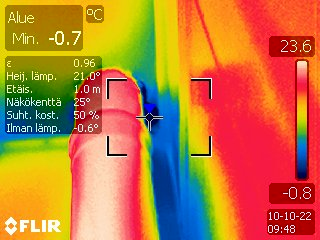 Alue °C
Min. -0.7
ε 0.96
Heij. lämp. 21.0°
Etäis. 1.0 m
Näkökenttä 25°
Suht. kost. 50 %
Ilman lämp. -0.6°
23.6
-0.8
FLIR
10-10-22
09:48